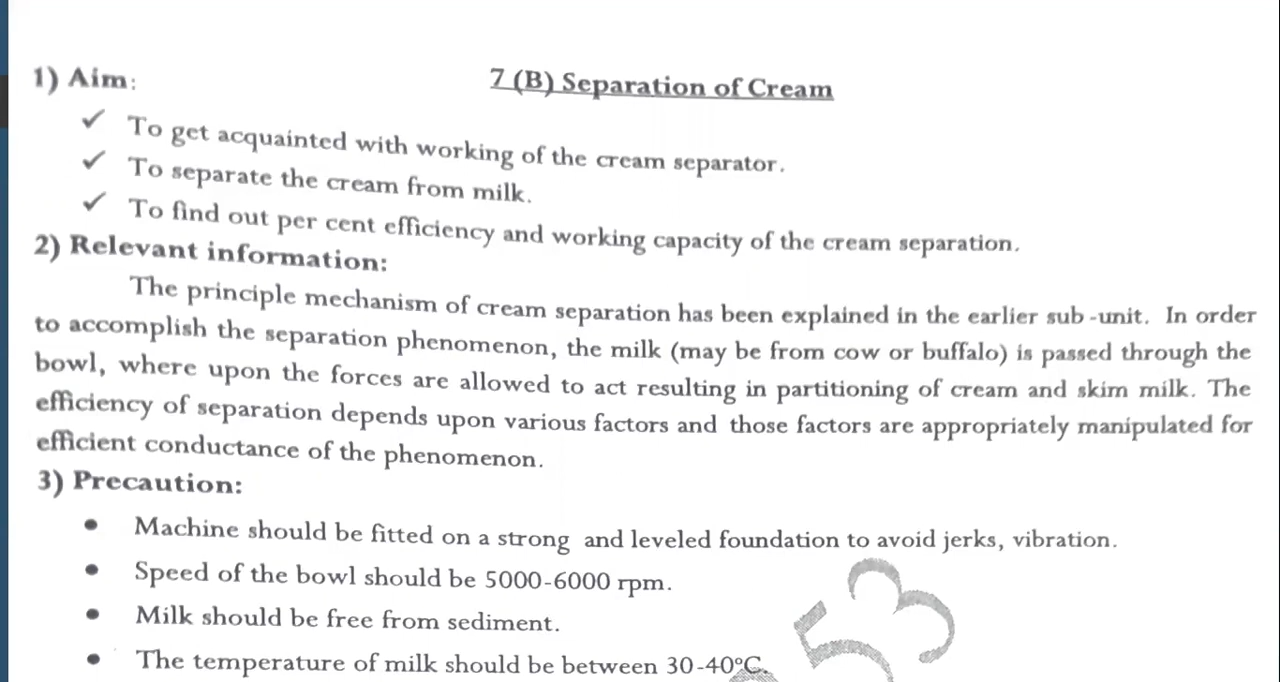 7 (B) Separation of Cream
1) Aim:
✓ To get acquainted with working of the cream separator.
✓ To separate the cream from milk.
✓ To find out per cent efficiency and working capacity of the cream separation.
2) Relevant information:
The principle mechanism of cream separation has been explained in the earlier sub-unit. In order
to accomplish the separation phenomenon, the milk (may be from cow or buffalo) is passed through the
bowl, where upon the forces are allowed to act resulting in partitioning of cream and skim milk. The
efficiency of separation depends upon various factors and those factors are appropriately manipulated for
efficient conductance of the phenomenon.
3) Precaution:
• Machine should be fitted on a strong and leveled foundation to avoid jerks, vibration.
• Speed of the bowl should be 5000-6000 rpm.
• Milk should be free from sediment.
• The temperature of milk should be between 30-40°C.
53